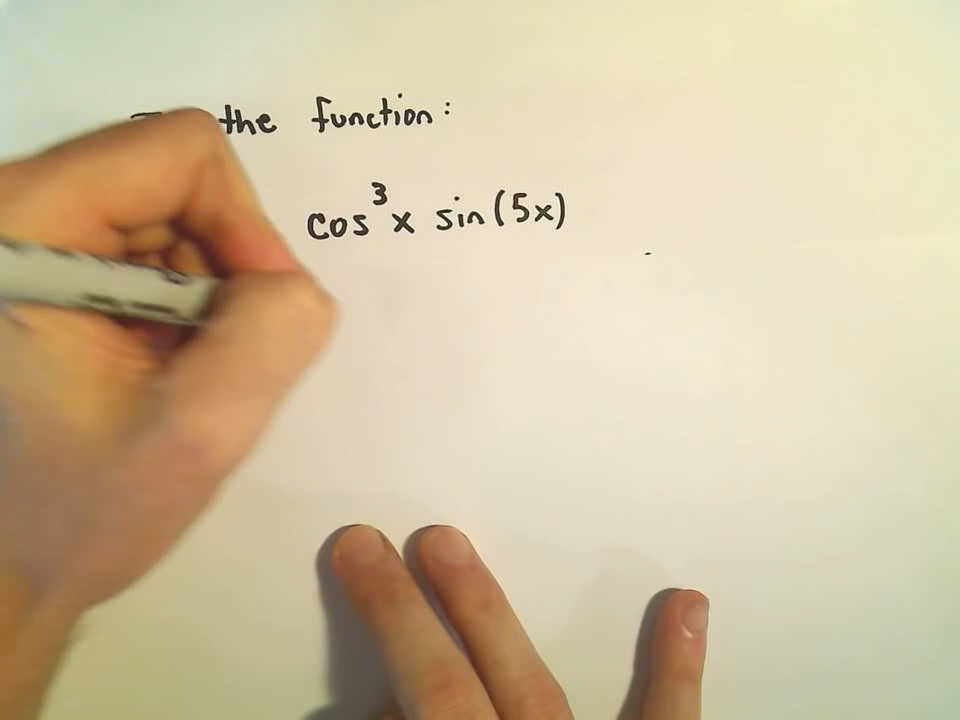 the function:
cos³x sin(5x)